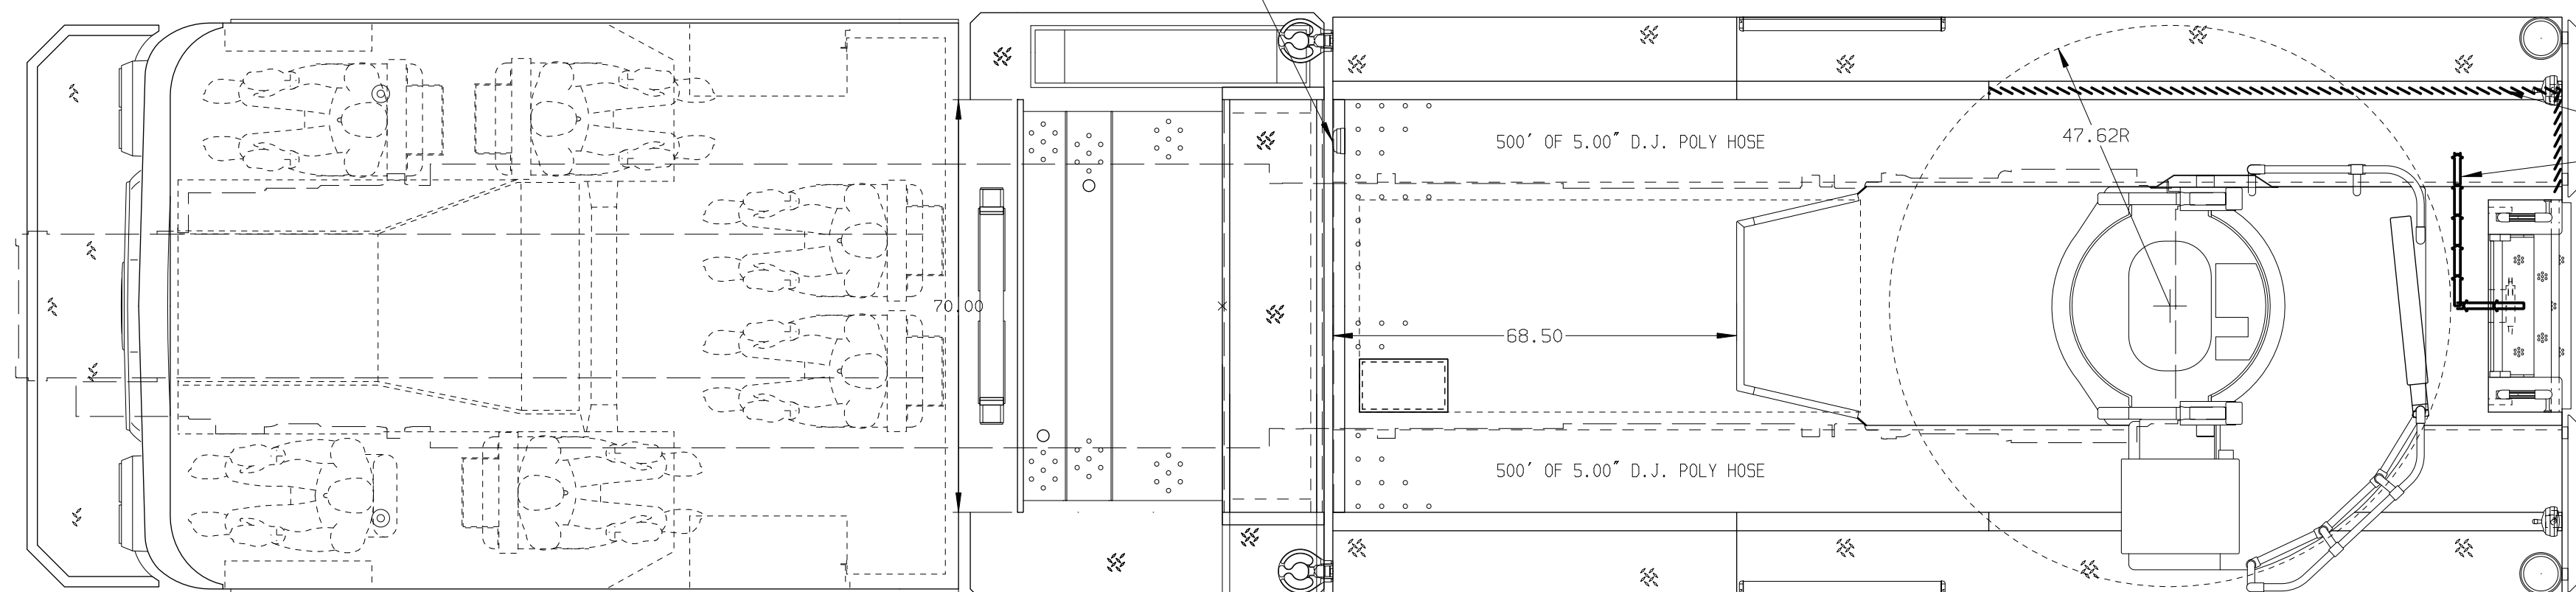 500' OF 5.00" D.J. POLY HOSE
47.62R
70.00
68.50
500' OF 5.00" D.J. POLY HOSE